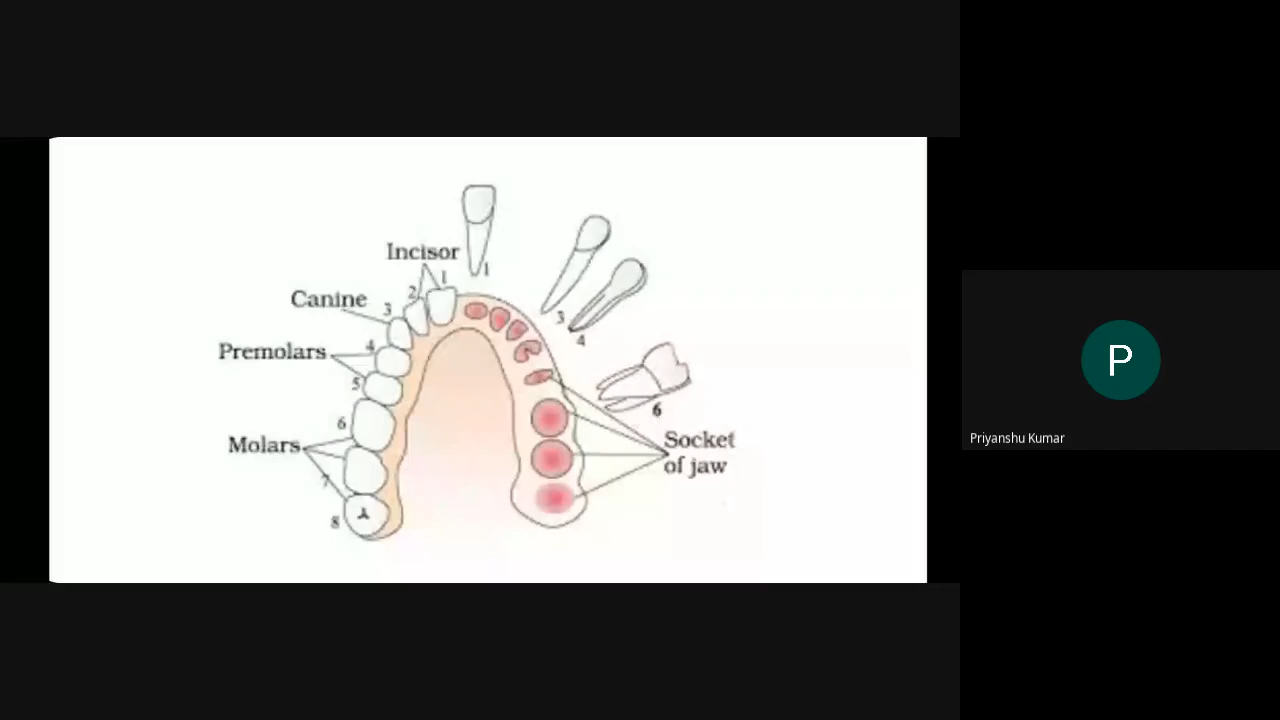 Incisor
1
2
1
Canine
3
3
4
Premolars
4
5
6
6
Molars
7
8
Socket
of jaw
P
Priyanshu Kumar